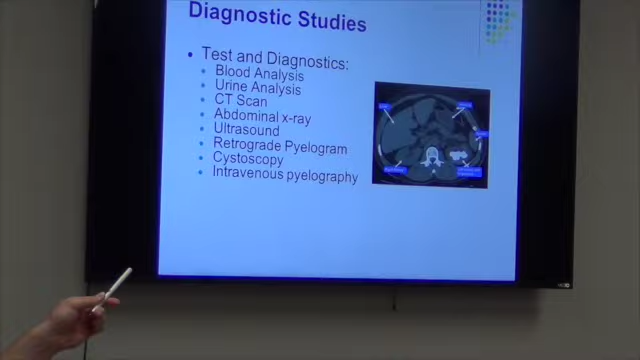 Diagnostic Studies
• Test and Diagnostics:
• Blood Analysis
• Urine Analysis
• CT Scan
• Abdominal x-ray
• Ultrasound
• Retrograde Pyelogram
• Cystoscopy
• Intravenous pyelography